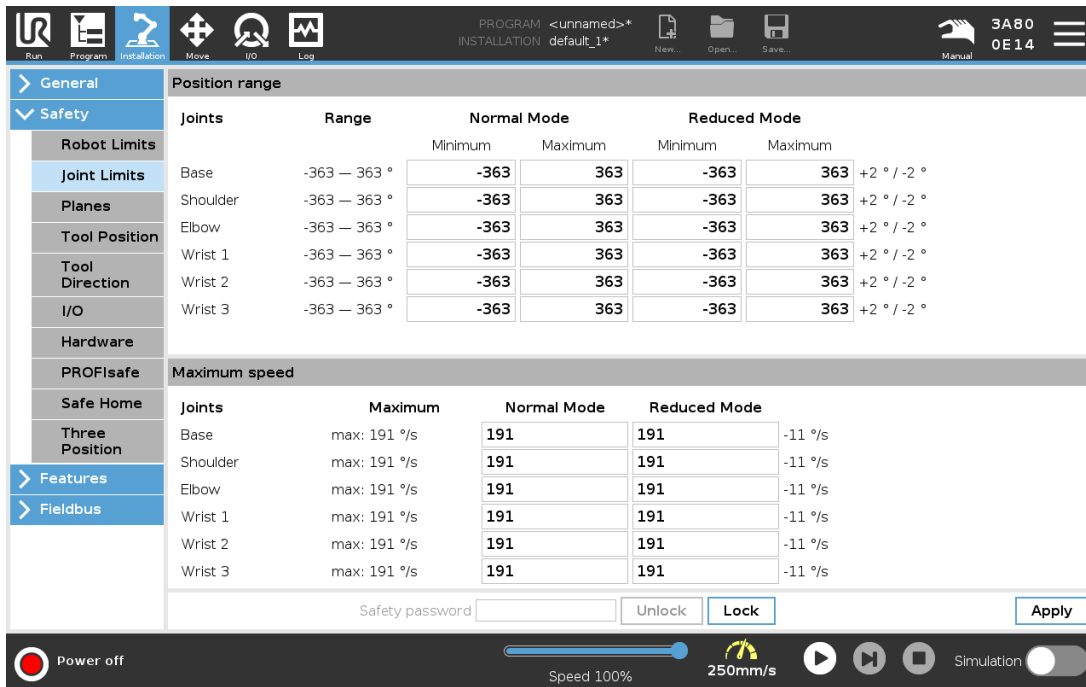 PROGRAM <unnamed>*
INSTALLATION default_1*
3A80
0E14
UR
Run Program Installation Move I/O Log New... Open... Save... Manual
General
Safety
Robot Limits
Joint Limits
Planes
Tool Position
Tool
Direction
I/O
Hardware
PROFIsafe
Safe Home
Three
Position
Features
Fieldbus
Position range
Joints Range Normal Mode Reduced Mode
Minimum Maximum Minimum Maximum
Base -363 — 363 ° -363 363 -363 363 +2 ° / -2 °
Shoulder -363 — 363 ° -363 363 -363 363 +2 ° / -2 °
Elbow -363 — 363 ° -363 363 -363 363 +2 ° / -2 °
Wrist 1 -363 — 363 ° -363 363 -363 363 +2 ° / -2 °
Wrist 2 -363 — 363 ° -363 363 -363 363 +2 ° / -2 °
Wrist 3 -363 — 363 ° -363 363 -363 363 +2 ° / -2 °
Maximum speed
Joints Maximum Normal Mode Reduced Mode
Base max: 191 °/s 191 191 -11 °/s
Shoulder max: 191 °/s 191 191 -11 °/s
Elbow max: 191 °/s 191 191 -11 °/s
Wrist 1 max: 191 °/s 191 191 -11 °/s
Wrist 2 max: 191 °/s 191 191 -11 °/s
Wrist 3 max: 191 °/s 191 191 -11 °/s
Safety password Unlock Lock Apply
Power off
Speed 100%
250mm/s
Simulation